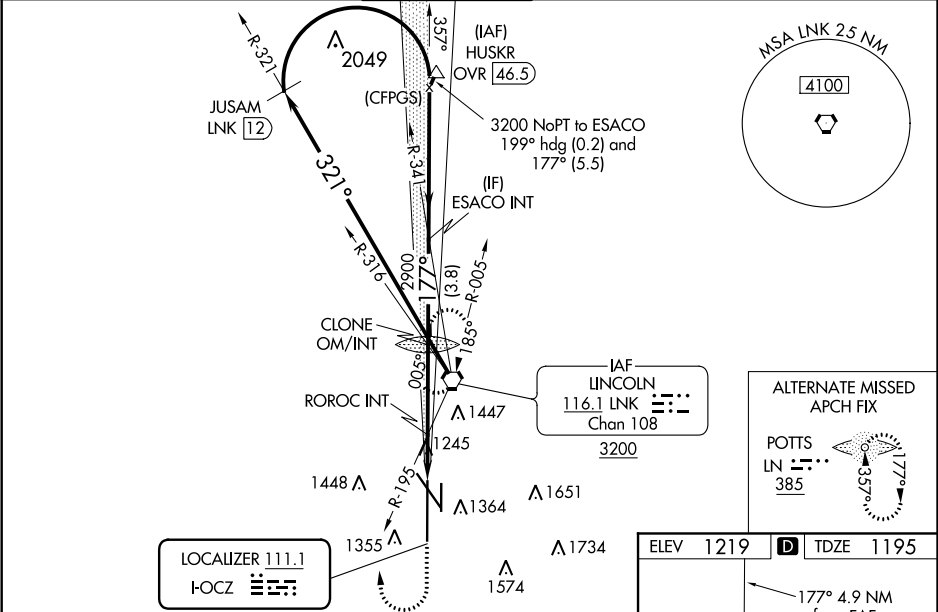 R-321
2049
357°
(IAF)
HUSKR
OVR 46.5
(CFPGS)
JUSAM
LNK 12
3200 NoPT to ESACO
199° hdg (0.2) and
177° (5.5)
MSA LNK 25 NM
4100
321°
R-341
(IF)
ESACO INT
R-316
2900
177°
(3.8)
R-005
CLONE
OM/INT
005°
185°
IAF
LINCOLN
116.1 LNK
Chan 108
3200
ROROC INT
1447
1245
1448
R-195
1364
1651
1355
1734
1574
LOCALIZER 111.1
I-OCZ
ALTERNATE MISSED
APCH FIX
POTTS
LN
385
357°
177°
ELEV 1219 D TDZE 1195
177° 4.9 NM